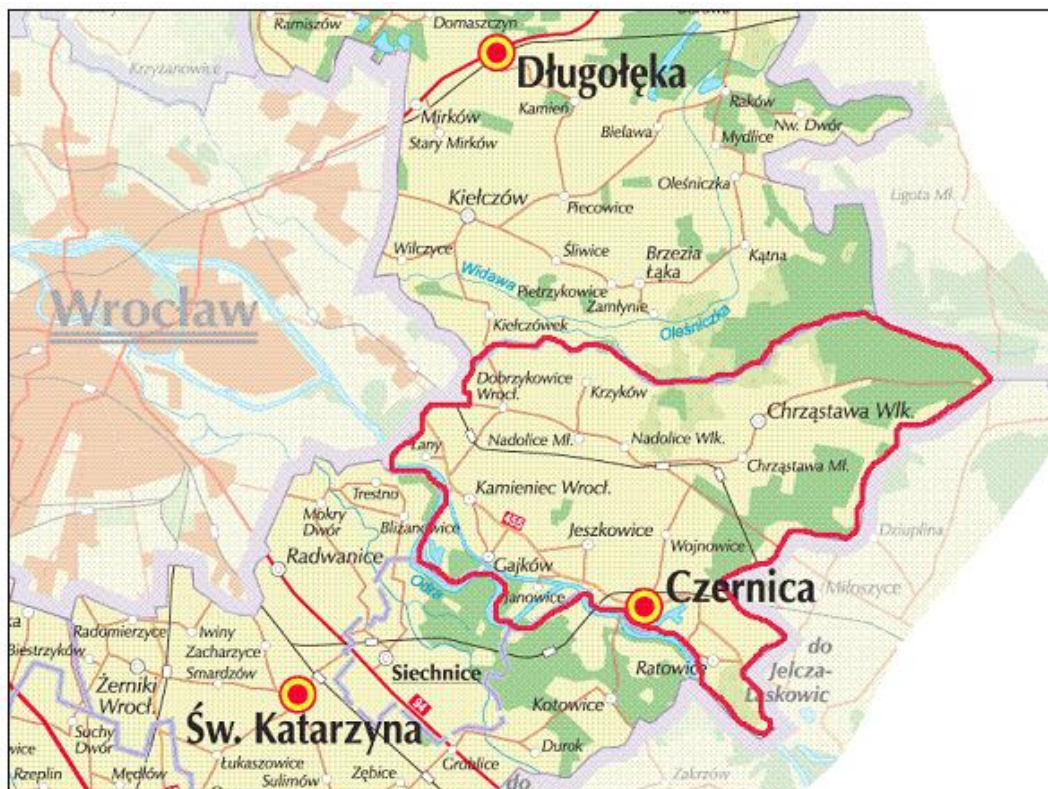 Ramiszów
Domaszczyn
Krzyżanowice
Długołęka
Mirków
Kamień
Raków
Stary Mirków
Bielawa
Nw. Dwór
Mydlice
Oleśniczka
Ligota Mł.
Kiełczów
Piecowice
Wilczyce
Śliwice
Brzezia
Łąka
Kątna
Widawa
Pietrzykowice
Zamłynie
Wrocław
Kiełczówek
Oleśniczka
Dobrzykowice
Wrocł.
Krzyków
Chrząstawa Wlk.
Nadolice Mł.
Nadolice Wlk.
Łany
Chrząstawa Mł.
Trestno
Kamieniec Wrocł.
Mokry
Dwór
Bliżanowice
455
Jeszkowice
Wojnowice
Dziuplina
Radwanice
Gajków
Czernica
Miłoszyce
Odra
Janowice
Radomierzyce
Iwiny
Biestrzyków
Zacharzyce
Siechnice
Ratowice
do
Jelcza-
Laskowic
Żerniki
Wrocł.
Smardzów
Kotowice
Św. Katarzyna
94
Suchy
Dwór
Durok
Groblice
Łukaszowice
Rzeplin
Mędłów
Sulimów
Zębice
do
Zakrzów